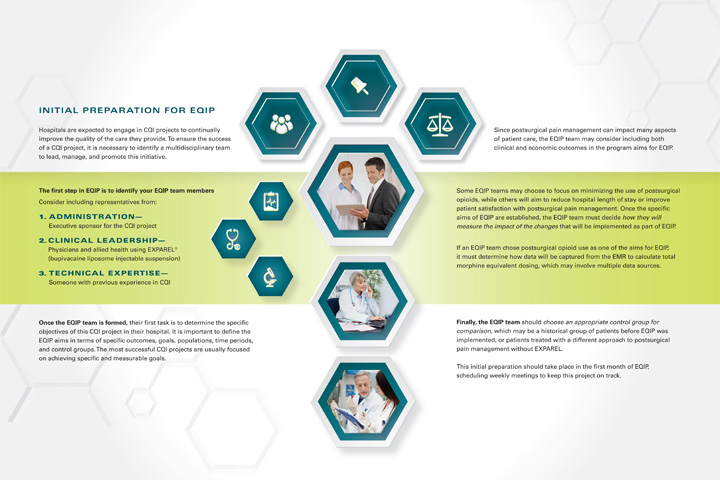 INITIAL PREPARATION FOR EQIP
Hospitals are expected to engage in CQI projects to continually
improve the quality of the care they provide. To ensure the success
of a CQI project, it is necessary to identify a multidisciplinary team
to lead, manage, and promote this initiative.
The first step in EQIP is to identify your EQIP team members
Consider including representatives from:
1. ADMINISTRATION—
Executive sponsor for the CQI project
2. CLINICAL LEADERSHIP—
Physicians and allied health using EXPAREL®
(bupivacaine liposome injectable suspension)
3. TECHNICAL EXPERTISE—
Someone with previous experience in CQI
Once the EQIP team is formed, their first task is to determine the specific
objectives of this CQI project in their hospital. It is important to define the
EQIP aims in terms of specific outcomes, goals, populations, time periods,
and control groups. The most successful CQI projects are usually focused
on achieving specific and measurable goals.
Since postsurgical pain management can impact many aspects
of patient care, the EQIP team may consider including both
clinical and economic outcomes in the program aims for EQIP.
Some EQIP teams may choose to focus on minimizing the use of postsurgical
opioids, while others will aim to reduce hospital length of stay or improve
patient satisfaction with postsurgical pain management. Once the specific
aims of EQIP are established, the EQIP team must decide how they will
measure the impact of the changes that will be implemented as part of EQIP.
If an EQIP team chose postsurgical opioid use as one of the aims for EQIP,
it must determine how data will be captured from the EMR to calculate total
morphine equivalent dosing, which may involve multiple data sources.
Finally, the EQIP team should choose an appropriate control group for
comparison, which may be a historical group of patients before EQIP was
implemented, or patients treated with a different approach to postsurgical
pain management without EXPAREL.
This initial preparation should take place in the first month of EQIP,
scheduling weekly meetings to keep this project on track.